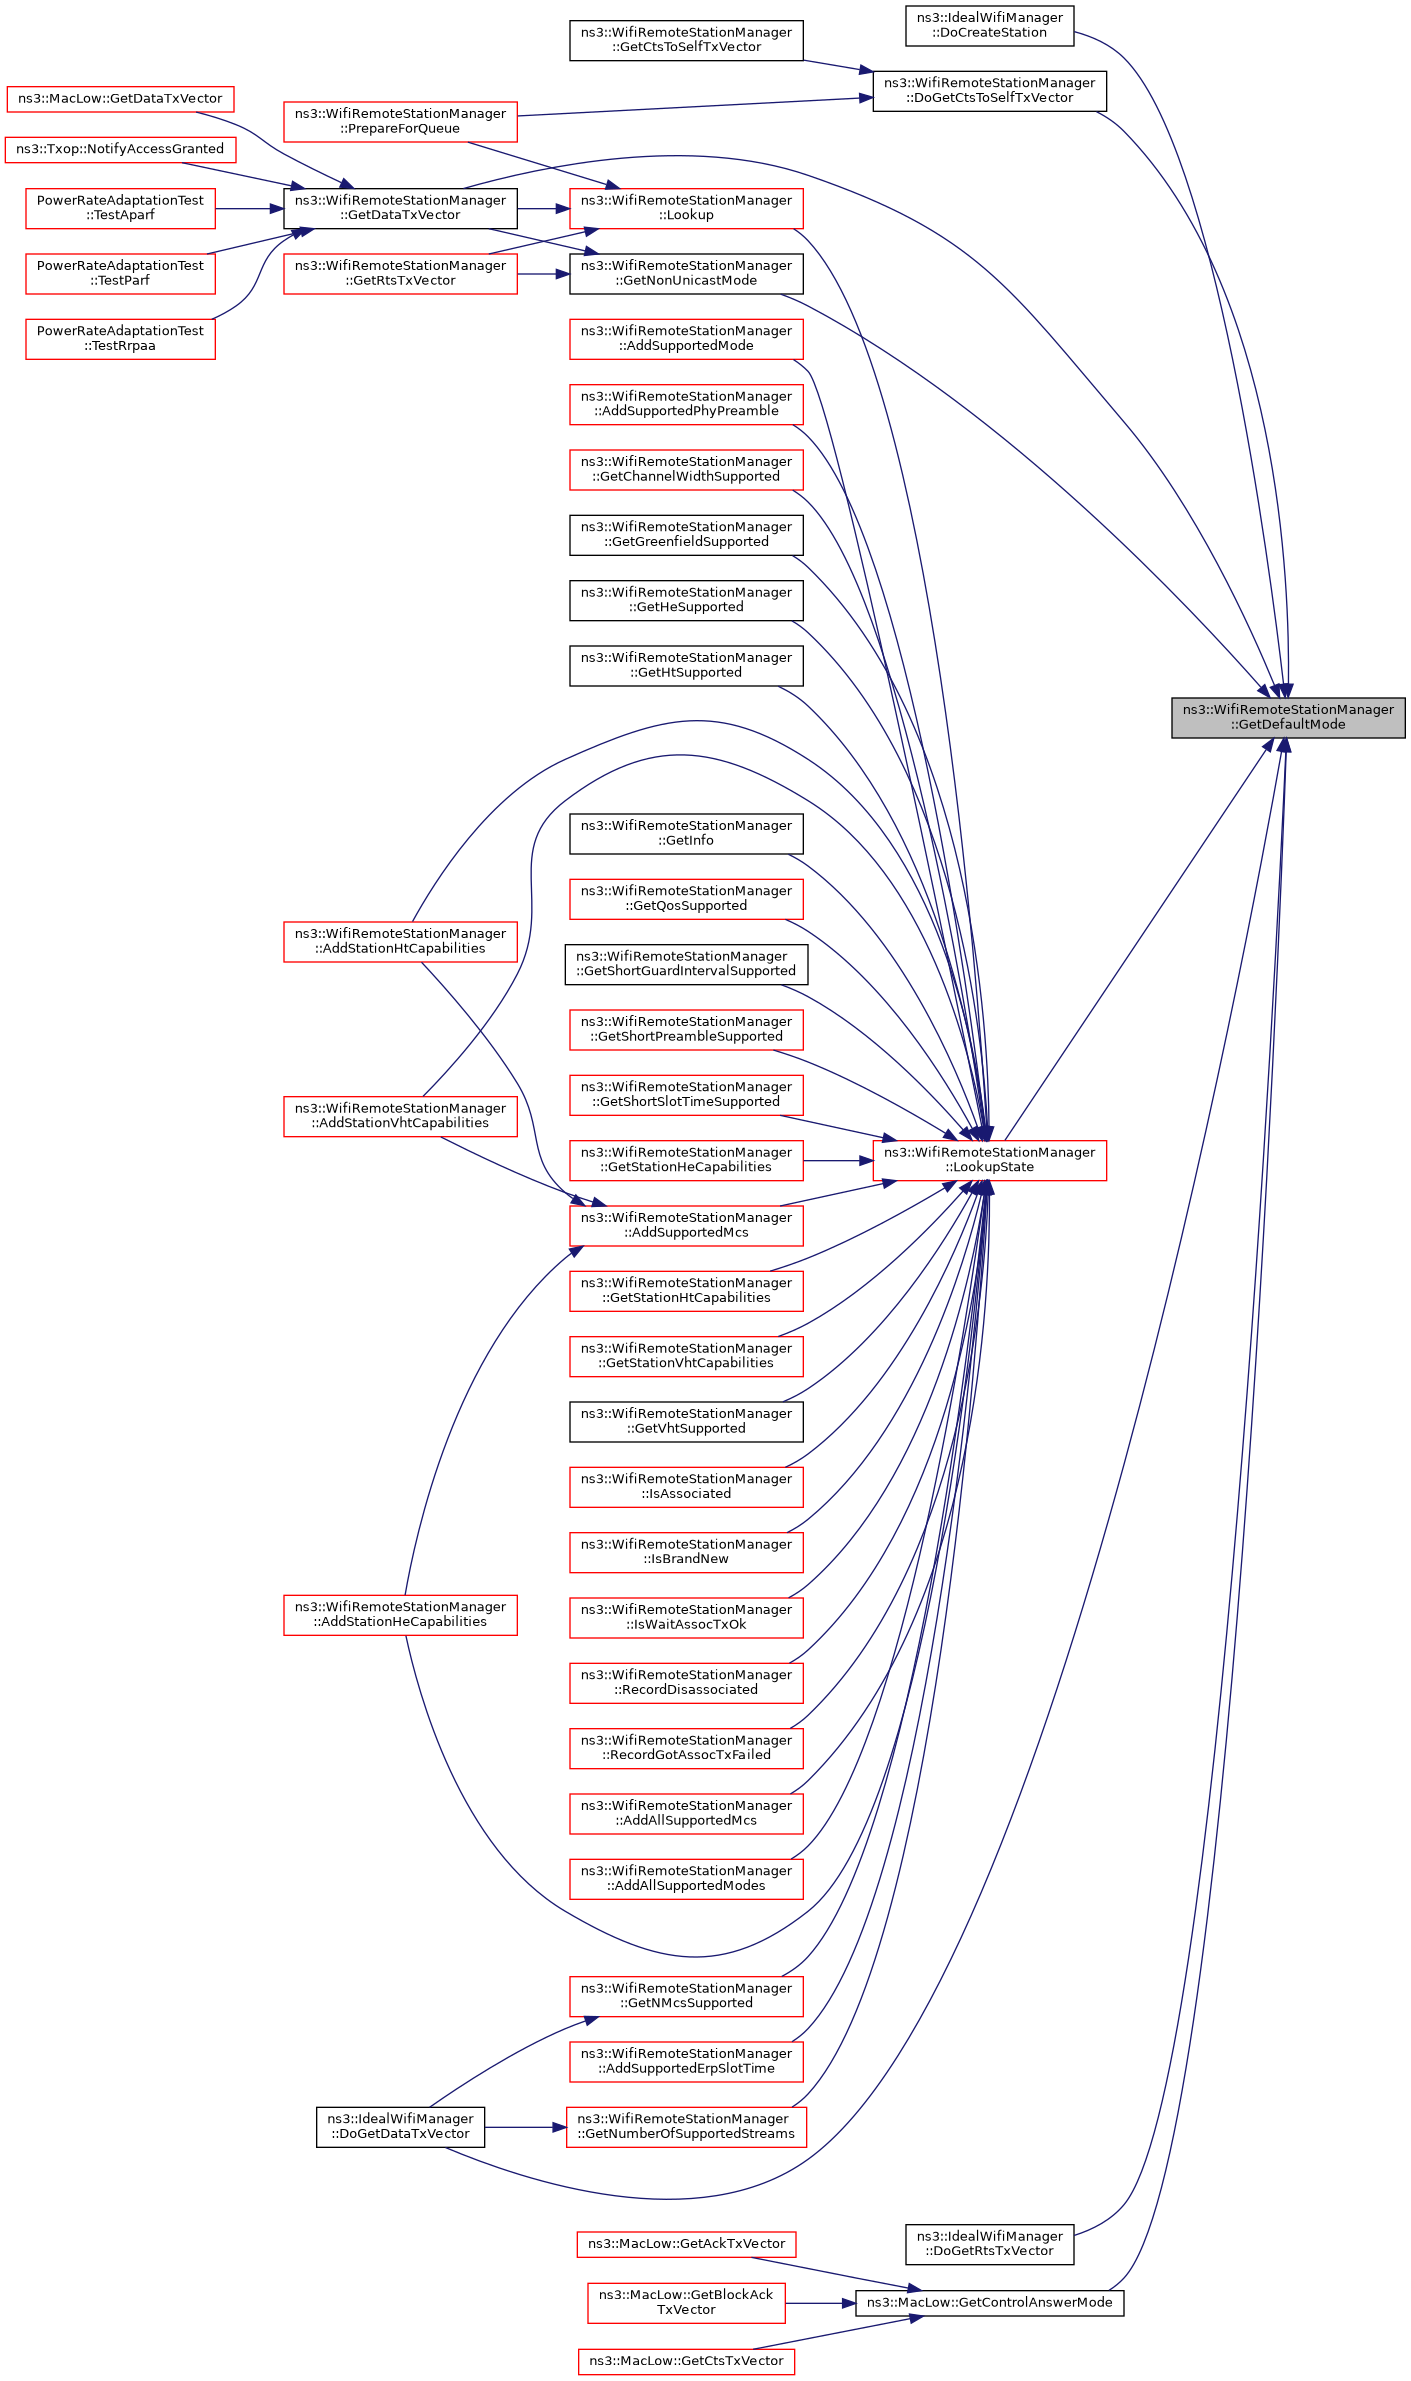 ns3::IdealWifiManager
::DoCreateStation
ns3::WifiRemoteStationManager
::GetCtsToSelfTxVector
ns3::WifiRemoteStationManager
::DoGetCtsToSelfTxVector
ns3::MacLow::GetDataTxVector
ns3::WifiRemoteStationManager
::PrepareForQueue
ns3::Txop::NotifyAccessGranted
PowerRateAdaptationTest
::TestAparf
ns3::WifiRemoteStationManager
::GetDataTxVector
ns3::WifiRemoteStationManager
::Lookup
PowerRateAdaptationTest
::TestParf
ns3::WifiRemoteStationManager
::GetRtsTxVector
ns3::WifiRemoteStationManager
::GetNonUnicastMode
PowerRateAdaptationTest
::TestRrpaa
ns3::WifiRemoteStationManager
::AddSupportedMode
ns3::WifiRemoteStationManager
::AddSupportedPhyPreamble
ns3::WifiRemoteStationManager
::GetChannelWidthSupported
ns3::WifiRemoteStationManager
::GetGreenfieldSupported
ns3::WifiRemoteStationManager
::GetHeSupported
ns3::WifiRemoteStationManager
::GetHtSupported
ns3::WifiRemoteStationManager
::GetDefaultMode
ns3::WifiRemoteStationManager
::GetInfo
ns3::WifiRemoteStationManager
::GetQosSupported
ns3::WifiRemoteStationManager
::AddStationHtCapabilities
ns3::WifiRemoteStationManager
::GetShortGuardIntervalSupported
ns3::WifiRemoteStationManager
::GetShortPreambleSupported
ns3::WifiRemoteStationManager
::GetShortSlotTimeSupported
ns3::WifiRemoteStationManager
::AddStationVhtCapabilities
ns3::WifiRemoteStationManager
::GetStationHeCapabilities
ns3::WifiRemoteStationManager
::LookupState
ns3::WifiRemoteStationManager
::AddSupportedMcs
ns3::WifiRemoteStationManager
::GetStationHtCapabilities
ns3::WifiRemoteStationManager
::GetStationVhtCapabilities
ns3::WifiRemoteStationManager
::GetVhtSupported
ns3::WifiRemoteStationManager
::IsAssociated
ns3::WifiRemoteStationManager
::IsBrandNew
ns3::WifiRemoteStationManager
::AddStationHeCapabilities
ns3::WifiRemoteStationManager
::IsWaitAssocTxOk
ns3::WifiRemoteStationManager
::RecordDisassociated
ns3::WifiRemoteStationManager
::RecordGotAssocTxFailed
ns3::WifiRemoteStationManager
::AddAllSupportedMcs
ns3::WifiRemoteStationManager
::AddAllSupportedModes
ns3::WifiRemoteStationManager
::GetNMcsSupported
ns3::WifiRemoteStationManager
::AddSupportedErpSlotTime
ns3::IdealWifiManager
::DoGetDataTxVector
ns3::WifiRemoteStationManager
::GetNumberOfSupportedStreams
ns3::IdealWifiManager
::DoGetRtsTxVector
ns3::MacLow::GetAckTxVector
ns3::MacLow::GetBlockAck
TxVector
ns3::MacLow::GetControlAnswerMode
ns3::MacLow::GetCtsTxVector